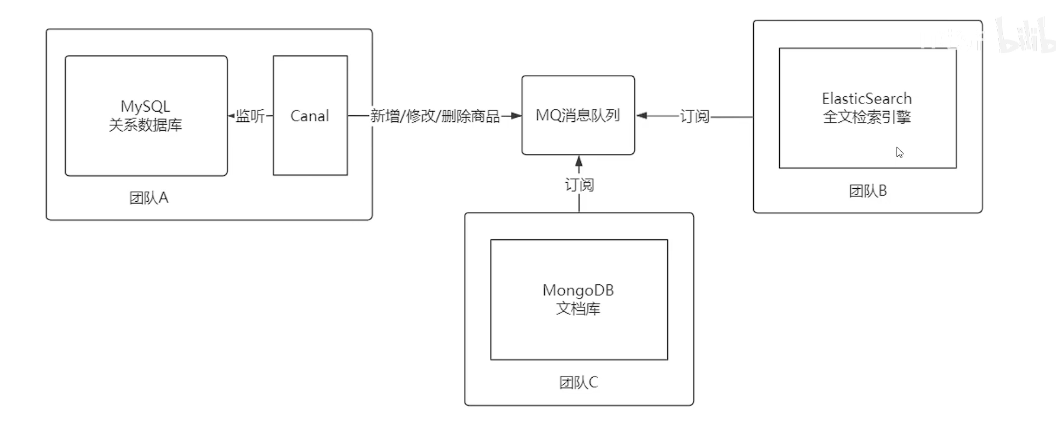 MySQL
关系数据库
监听
Canal
新增/修改/删除商品
MQ消息队列
订阅
ElasticSearch
全文检索引擎
团队A
团队B
订阅
MongoDB
文档库
团队C